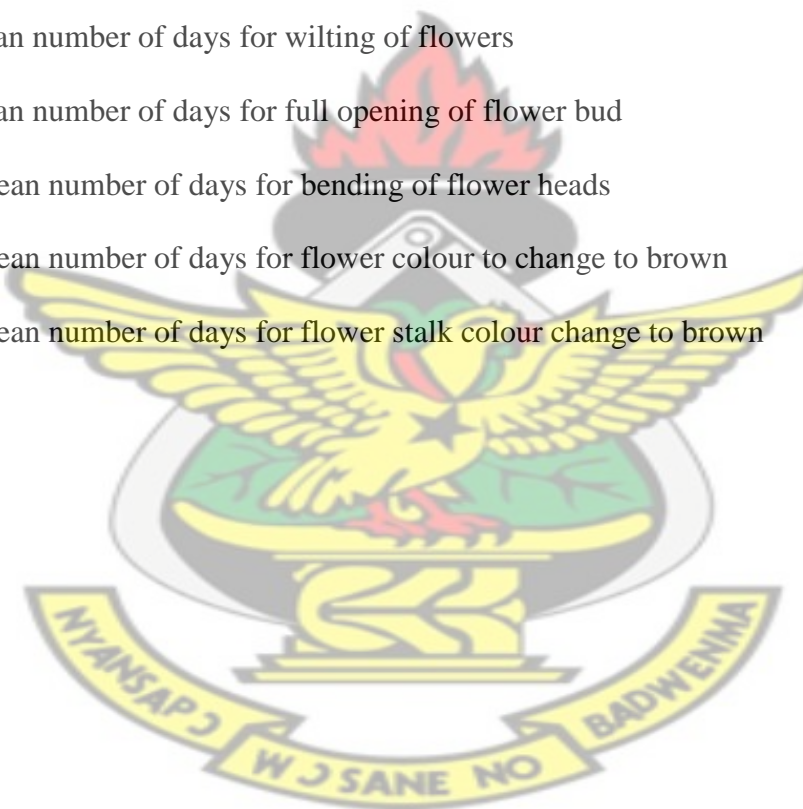 an number of days for wilting of flowers
an number of days for full opening of flower bud
ean number of days for bending of flower heads
ean number of days for flower colour to change to brown
ean number of days for flower stalk colour change to brown
NYANSAPƆ
WƆSANE NO
BADWENMA